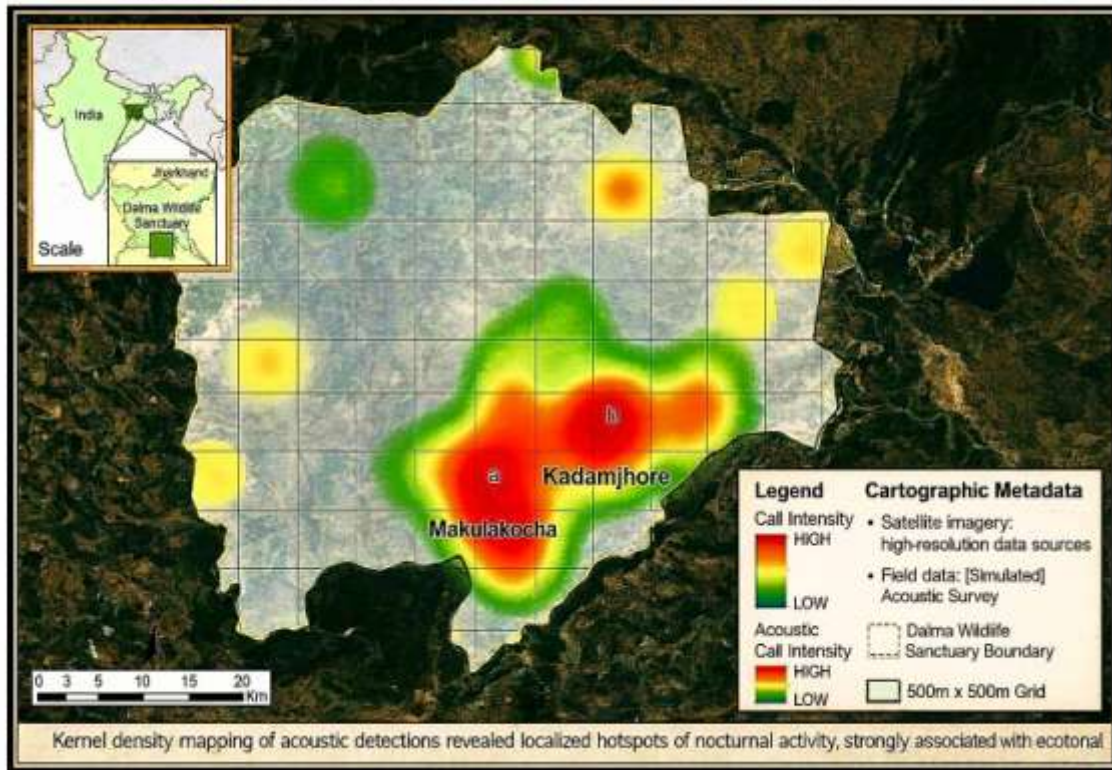 India
Jharkhand
Dalma Wildlife
Sanctuary
Scale
a
b
Kadamjhore
Makulakocha
0 3 5 10 15 20
Km
Legend
Call Intensity
HIGH
LOW
Acoustic
Call Intensity
HIGH
LOW
Cartographic Metadata
• Satellite imagery:
high-resolution data sources
• Field data: [Simulated]
Acoustic Survey
Dalma Wildlife
Sanctuary Boundary
500m x 500m Grid
Kernel density mapping of acoustic detections revealed localized hotspots of nocturnal activity, strongly associated with ecotonal